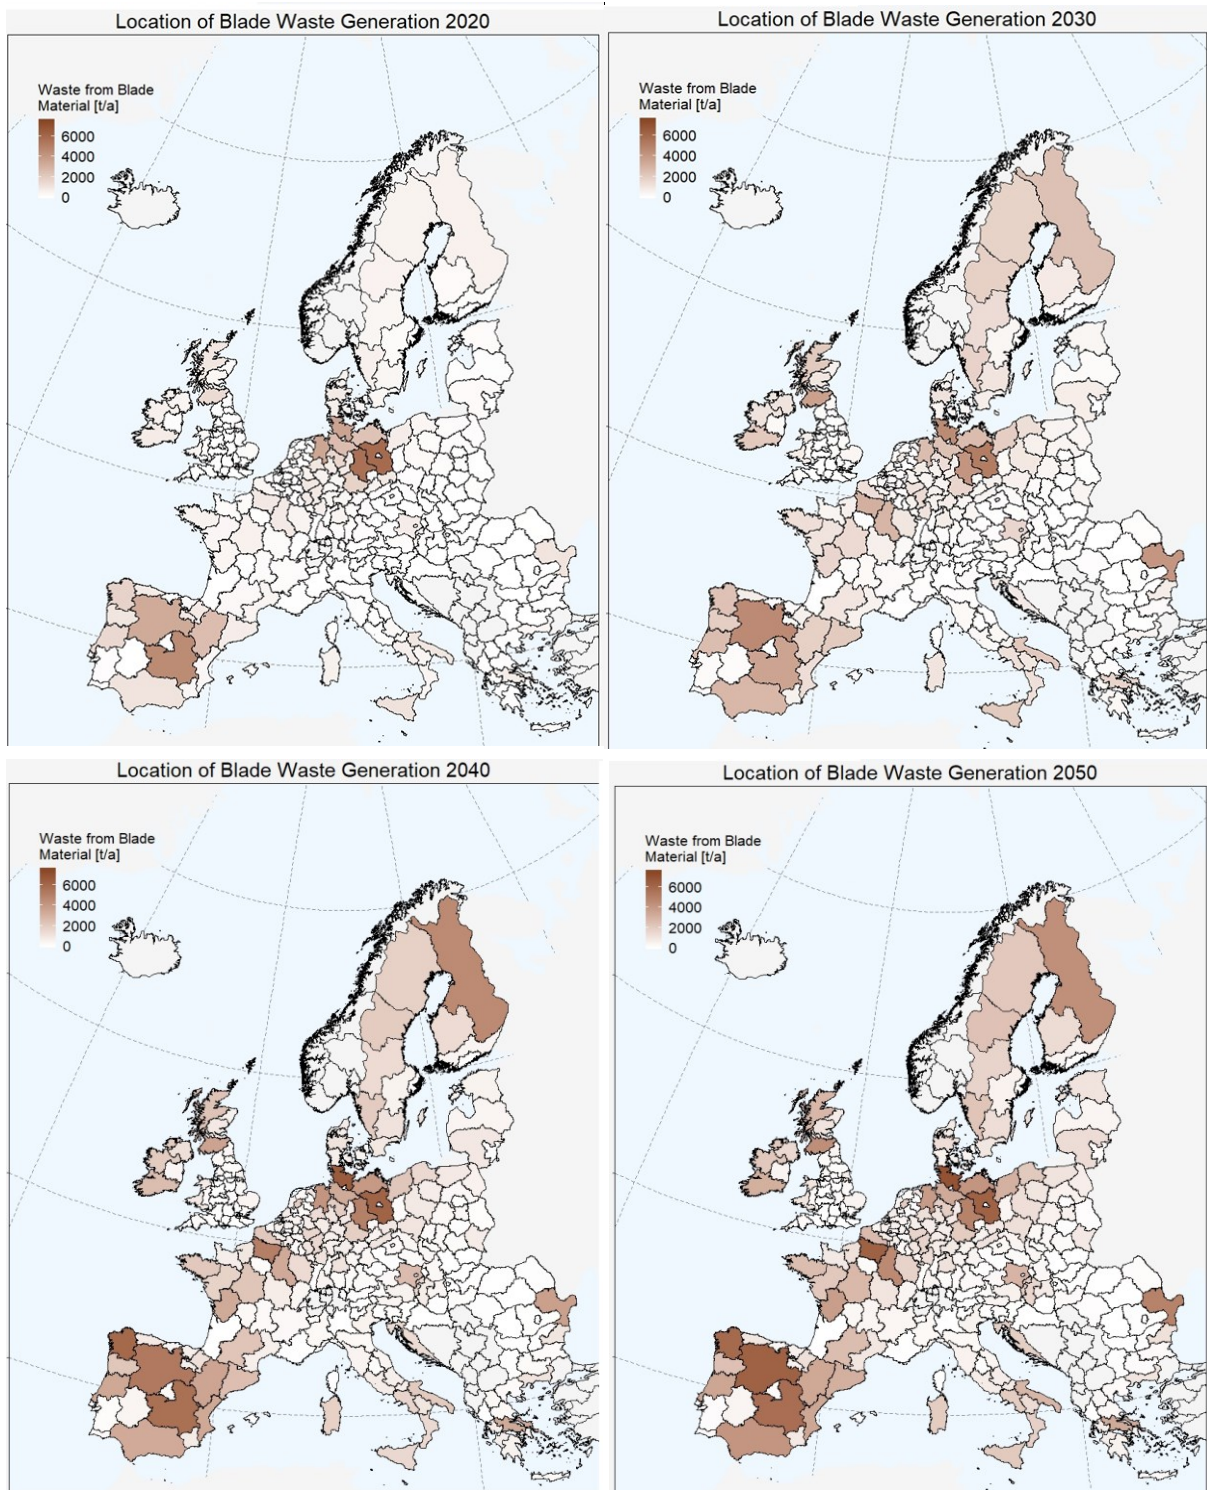 Location of Blade Waste Generation 2020
Waste from Blade
Material [t/a]
6000
4000
2000
0
Location of Blade Waste Generation 2030
Waste from Blade
Material [t/a]
6000
4000
2000
0
Location of Blade Waste Generation 2040
Waste from Blade
Material [t/a]
6000
4000
2000
0
Location of Blade Waste Generation 2050
Waste from Blade
Material [t/a]
6000
4000
2000
0